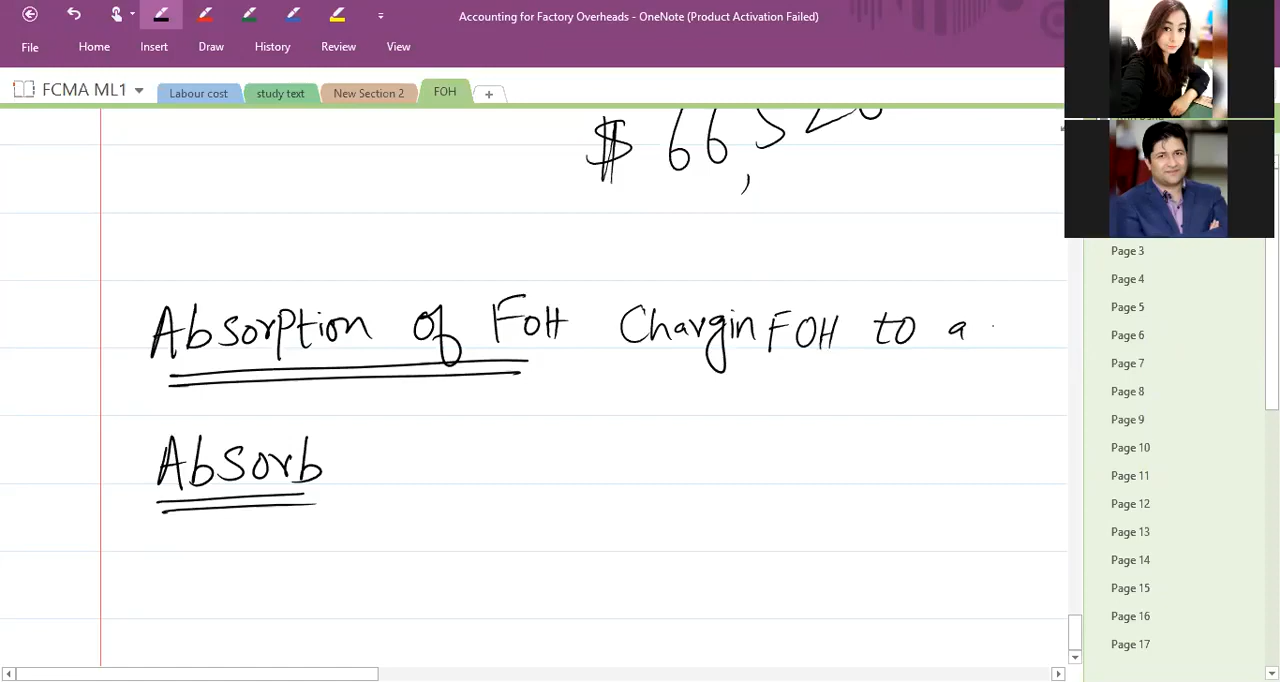 Accounting for Factory Overheads - OneNote (Product Activation Failed)
File Home Insert Draw History Review View
FCMA ML1 Labour cost study text New Section 2 FOH +
$ 66,520
Absorption of FOH Chargin FOH to a
Absorb
Page 3
Page 4
Page 5
Page 6
Page 7
Page 8
Page 9
Page 10
Page 11
Page 12
Page 13
Page 14
Page 15
Page 16
Page 17